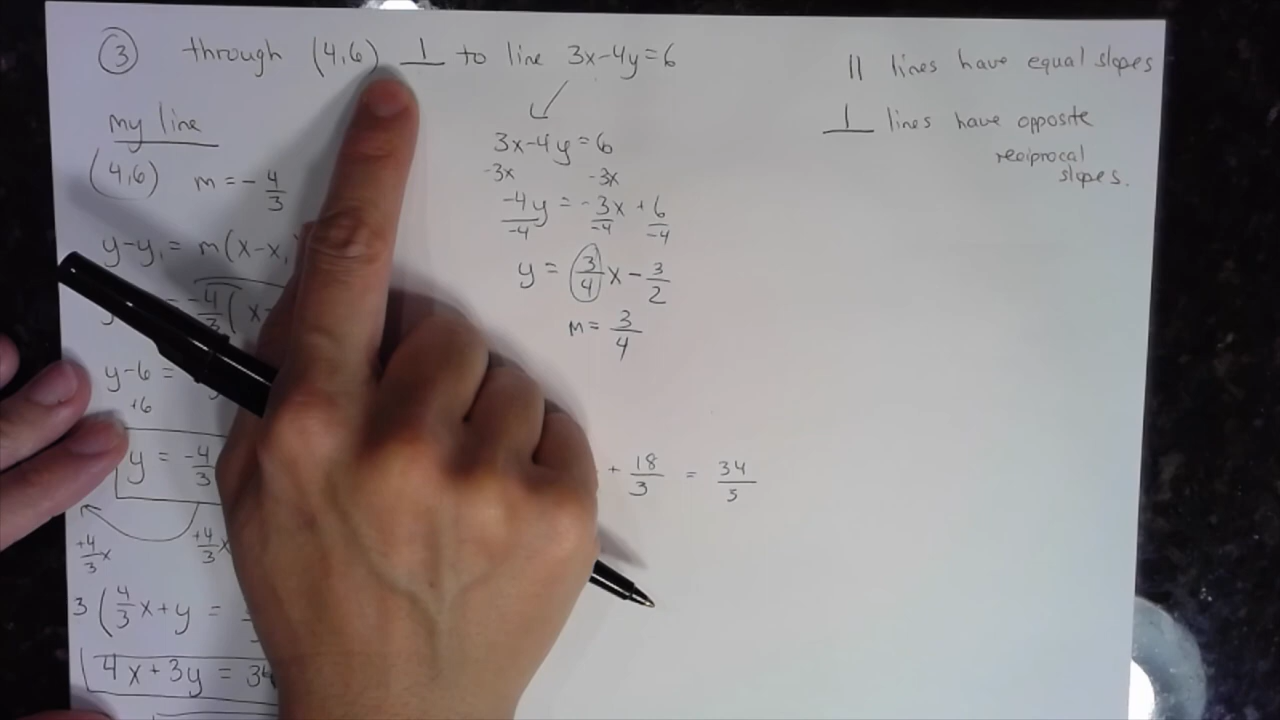 ③ through (4,6) ⊥ to line 3x-4y=6
my line
(4,6) m = -4/3
y-y₁ = m(x-x₁
= -4/3(x-
y-6 =
+6
y = -4/3
+4/3x +4/3x
3(4/3x+y =
4x+3y = 34
3x-4y=6
-3x -3x
-4y = -3x +6
-4 -4 -4
y = 3/4x - 3/2
m = 3/4
+ 18/3 = 34/3
|| lines have equal slopes
⊥ lines have opposite
reciprocal
slopes.